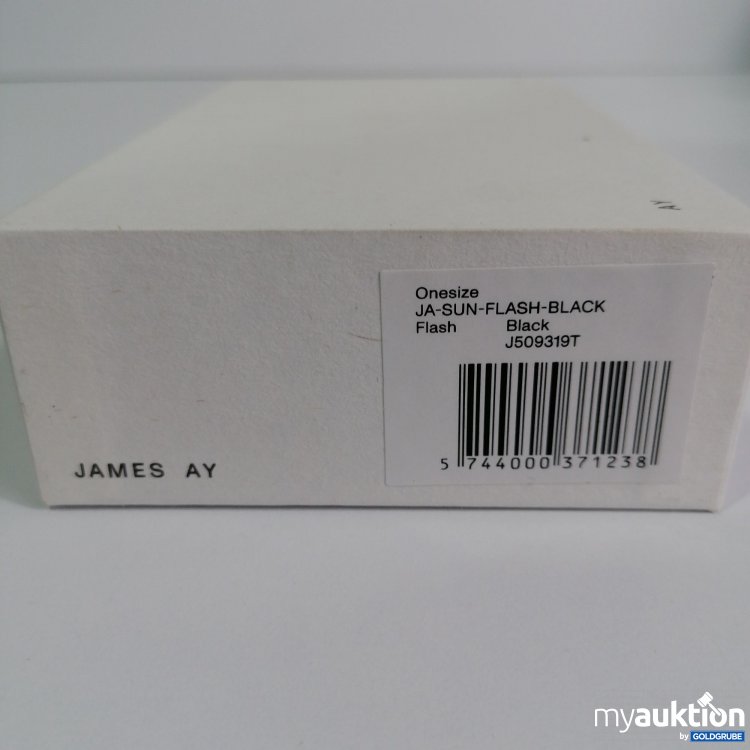 AY
Onesize
JA-SUN-FLASH-BLACK
Flash Black
J509319T
5 744000 371238
JAMES AY
myauktion
by GOLDGRUBE